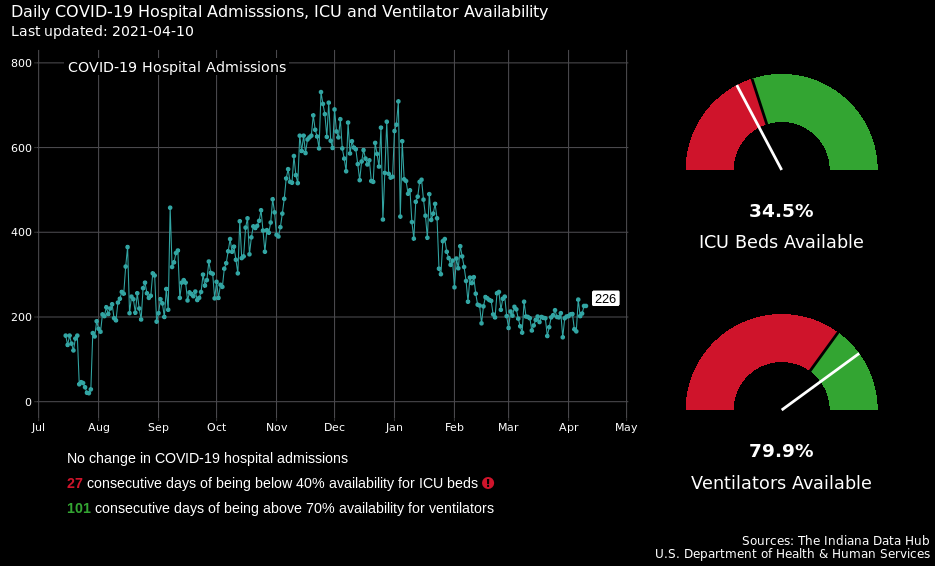 Daily COVID-19 Hospital Admisssions, ICU and Ventilator Availability
Last updated: 2021-04-10
COVID-19 Hospital Admissions
800
600
400
200
0
Jul Aug Sep Oct Nov Dec Jan Feb Mar Apr May
226
34.5%
ICU Beds Available
79.9%
Ventilators Available
No change in COVID-19 hospital admissions
27 consecutive days of being below 40% availability for ICU beds !
101 consecutive days of being above 70% availability for ventilators
Sources: The Indiana Data Hub
U.S. Department of Health & Human Services